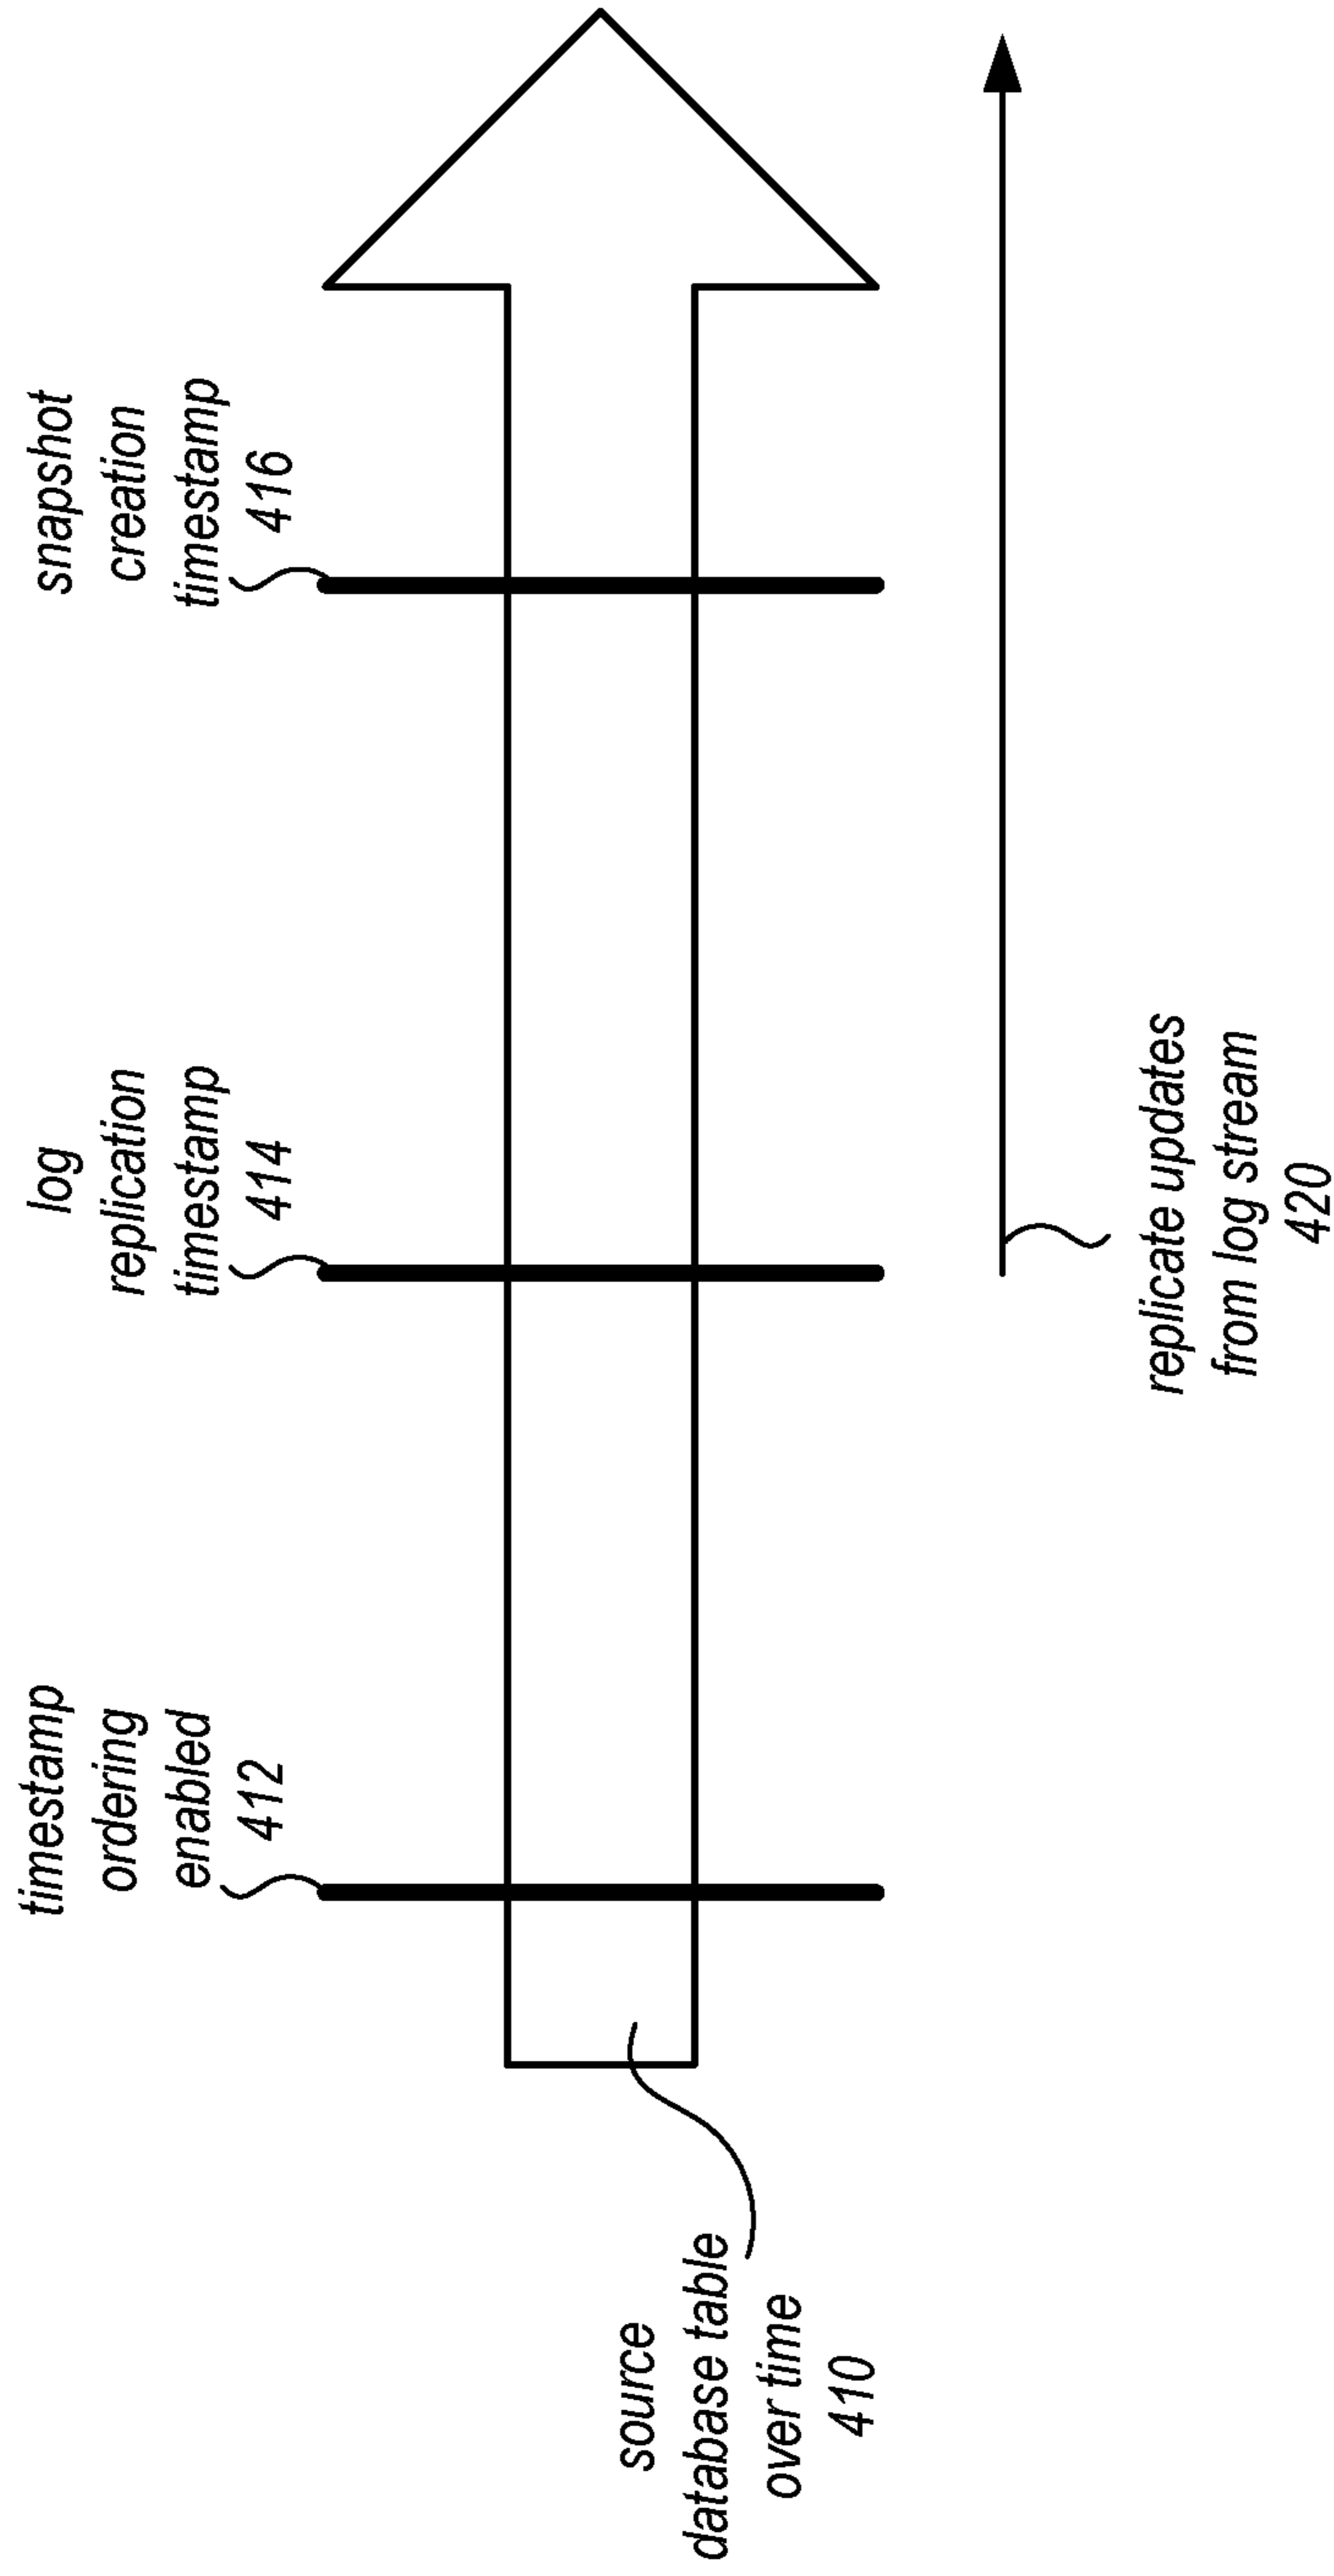 timestamp
ordering
enabled
412
log
replication
timestamp
414
snapshot
creation
timestamp
416
source
database table
over time
410
replicate updates
from log stream
420